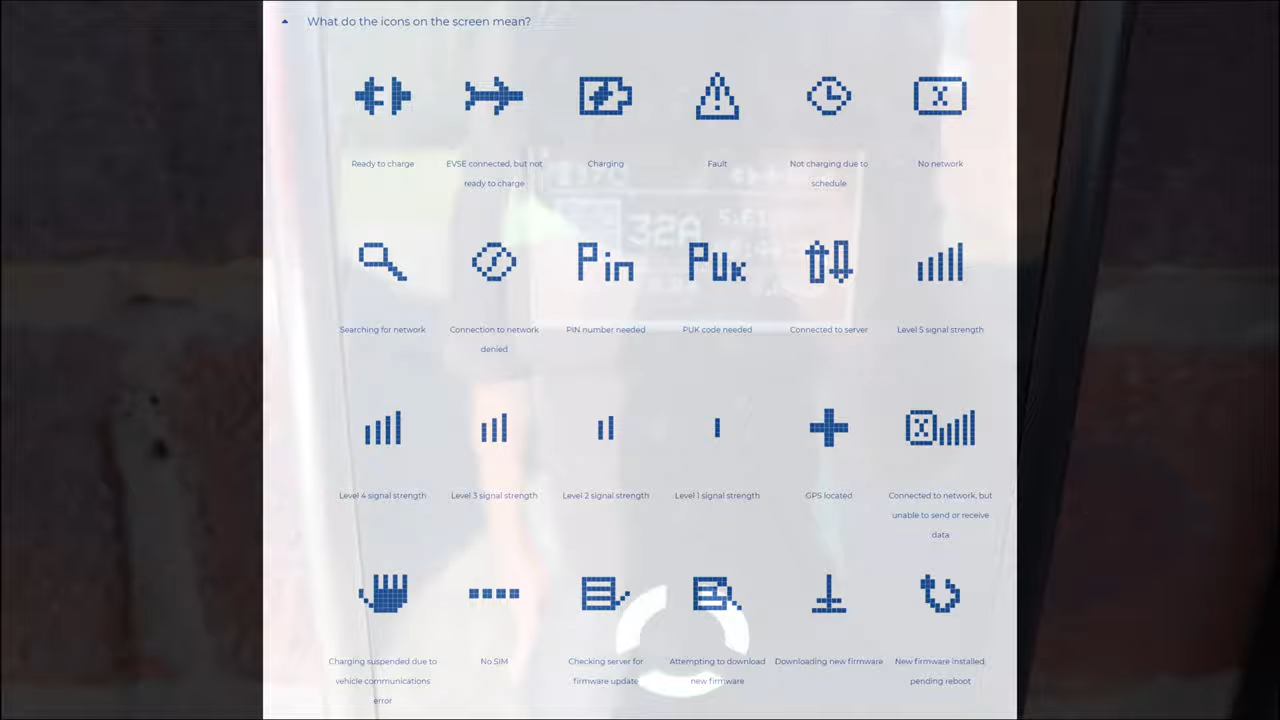 What do the icons on the screen mean?
Ready to charge
EVSE connected, but not
ready to charge
Charging
Fault
Not charging due to
schedule
No network
Pin
PUK
Searching for network
Connection to network
denied
PIN number needed
PUK code needed
Connected to server
Level 5 signal strength
32A
Level 4 signal strength
Level 3 signal strength
Level 2 signal strength
Level 1 signal strength
GPS located
Connected to network, but
unable to send or receive
data
Charging suspended due to
vehicle communications
error
No SIM
Checking server for
firmware update
Attempting to download
new firmware
Downloading new firmware
New firmware installed,
pending reboot